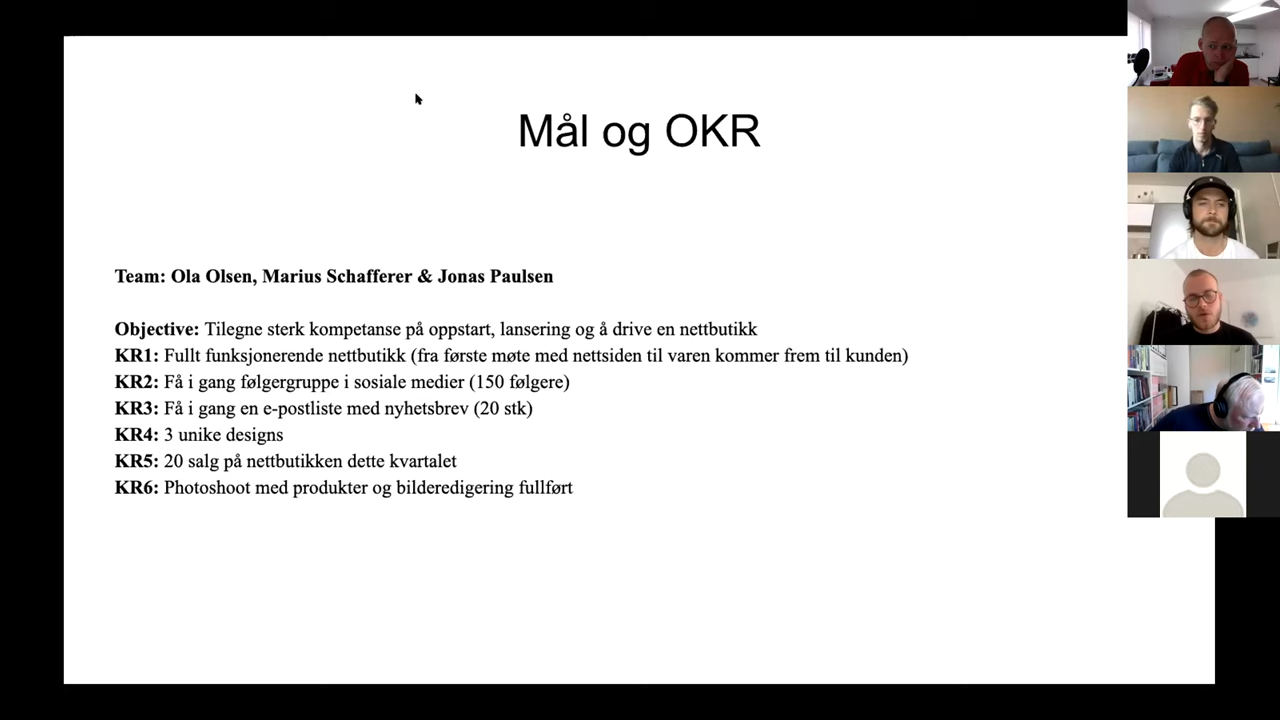 Mål og OKR
Team: Ola Olsen, Marius Schafferer & Jonas Paulsen
Objective: Tilegne sterk kompetanse på oppstart, lansering og å drive en nettbutikk
KR1: Fullt funksjonerende nettbutikk (fra første møte med nettsiden til varen kommer frem til kunden)
KR2: Få i gang følgergruppe i sosiale medier (150 følgere)
KR3: Få i gang en e-postliste med nyhetsbrev (20 stk)
KR4: 3 unike designs
KR5: 20 salg på nettbutikken dette kvartalet
KR6: Photoshoot med produkter og bilderedigering fullført